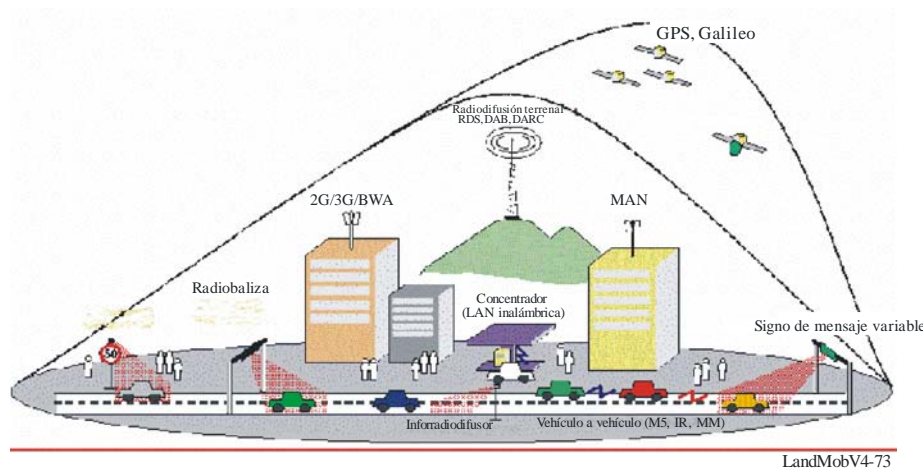 GPS, Galileo
Radiodifusión terrenal
RDS,DAB,DARC
2G/3G/BWA
MAN
Radiobaliza
Concentrador
(LAN inalámbrica)
Signo de mensaje variable
50
Inforradiodifusor
Vehículo a vehículo (M5, IR, MM)
LandMobV4-73